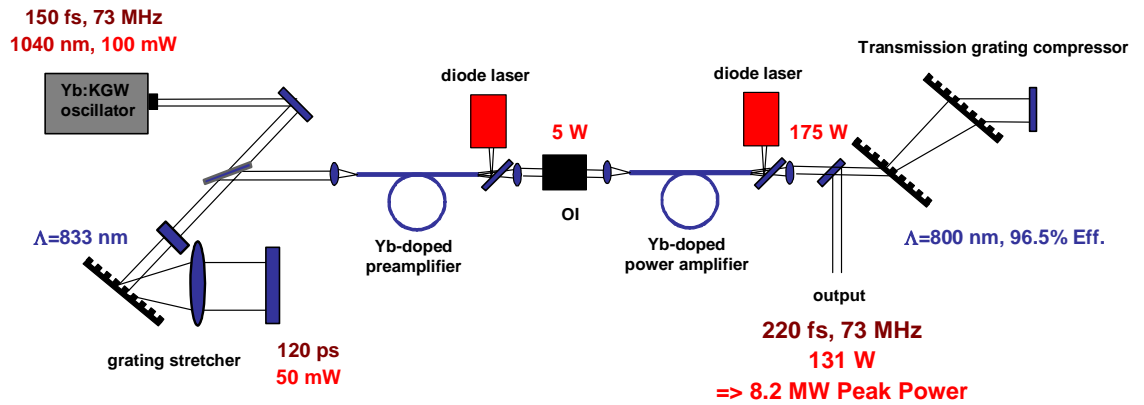 150 fs, 73 MHz
1040 nm, 100 mW
Yb:KGW
oscillator
diode laser
5 W
OI
Yb-doped
preamplifier
diode laser
175 W
Yb-doped
power amplifier
Transmission grating compressor
Λ=800 nm, 96.5% Eff.
Λ=833 nm
grating stretcher
120 ps
50 mW
output
220 fs, 73 MHz
131 W
=> 8.2 MW Peak Power